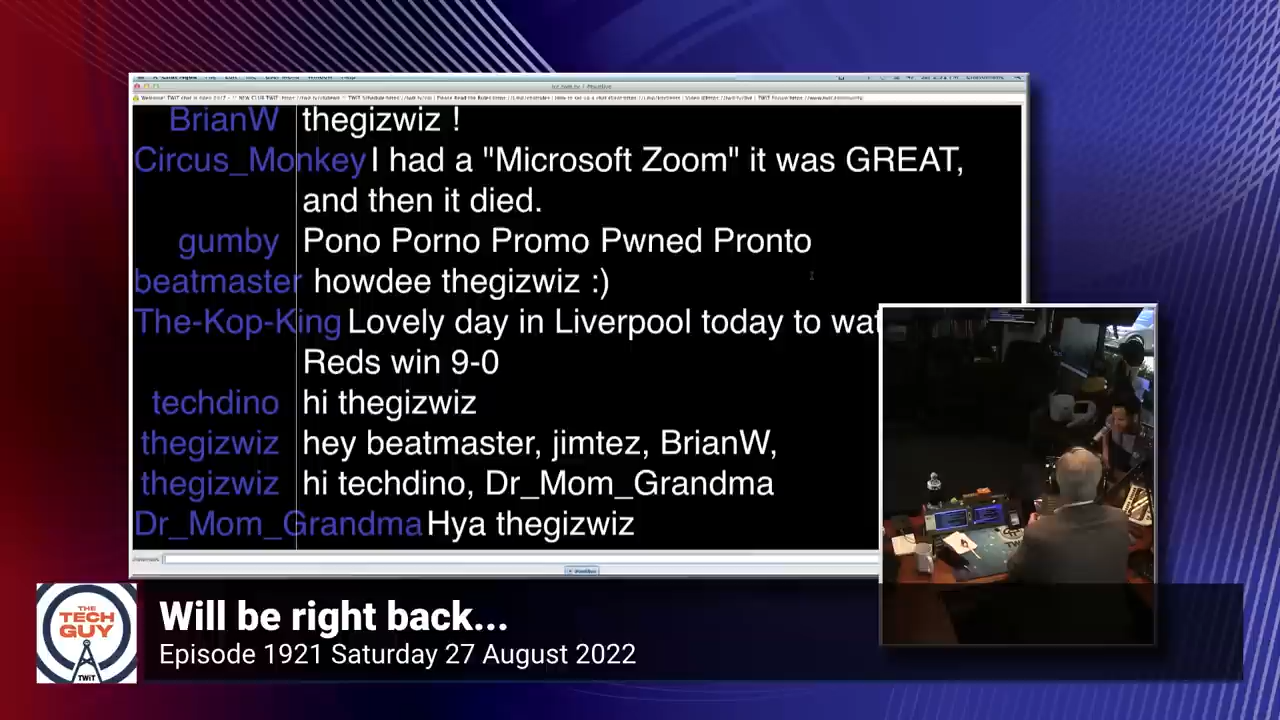 BrianW thegizwiz !
Circus_Monkey I had a "Microsoft Zoom" it was GREAT,
and then it died.
gumby Pono Porno Promo Pwned Pronto
beatmaster howdee thegizwiz :)
The-Kop-King Lovely day in Liverpool today to wat
Reds win 9-0
techdino hi thegizwiz
thegizwiz hey beatmaster, jimtez, BrianW,
thegizwiz hi techdino, Dr_Mom_Grandma
Dr_Mom_Grandma Hya thegizwiz
THE
TECH
GUY
TWiT
Will be right back...
Episode 1921 Saturday 27 August 2022